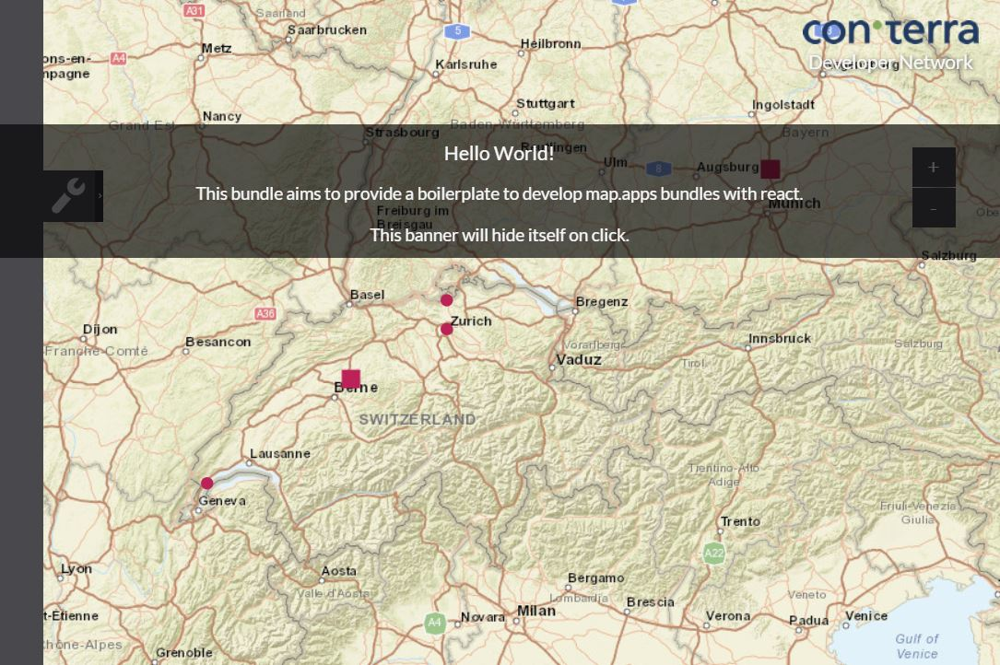 A31
Saarland
Saarbrucken
5
Heilbronn
con terra
Developer Network
Metz
ons-en-
npagne
A4
Karlsruhe
Stuttgart
Ingolstadt
Nancy
Grand Est
Strasbourg
Baden-Württemberg
Bayern
Hello World!
Reutlingen
Ulm
8
Augsburg
+
This bundle aims to provide a boilerplate to develop map.apps bundles with react.
Munich
-
Freiburg im
Breisgau
This banner will hide itself on click.
Salzburg
Basel
Bregenz
A36
Zurich
Dijon
Besancon
Franche-Comté
Innsbruck
Vorarlberg
Salzburg
Vaduz
Tirol
Berne
SWITZERLAND
Lausanne
Trentino-Alto
Adige
Geneva
Friuli-Venezia
Giulia
Trento
A22
Lyon
Aosta
Bergamo
Valle d'Aosta
Lombardia
Veneto
Brescia
t-Etienne
A4
Novara
Milan
Verona
Padua
Venice
Rhône-Alpes
Grenoble
Gulf of
Venice